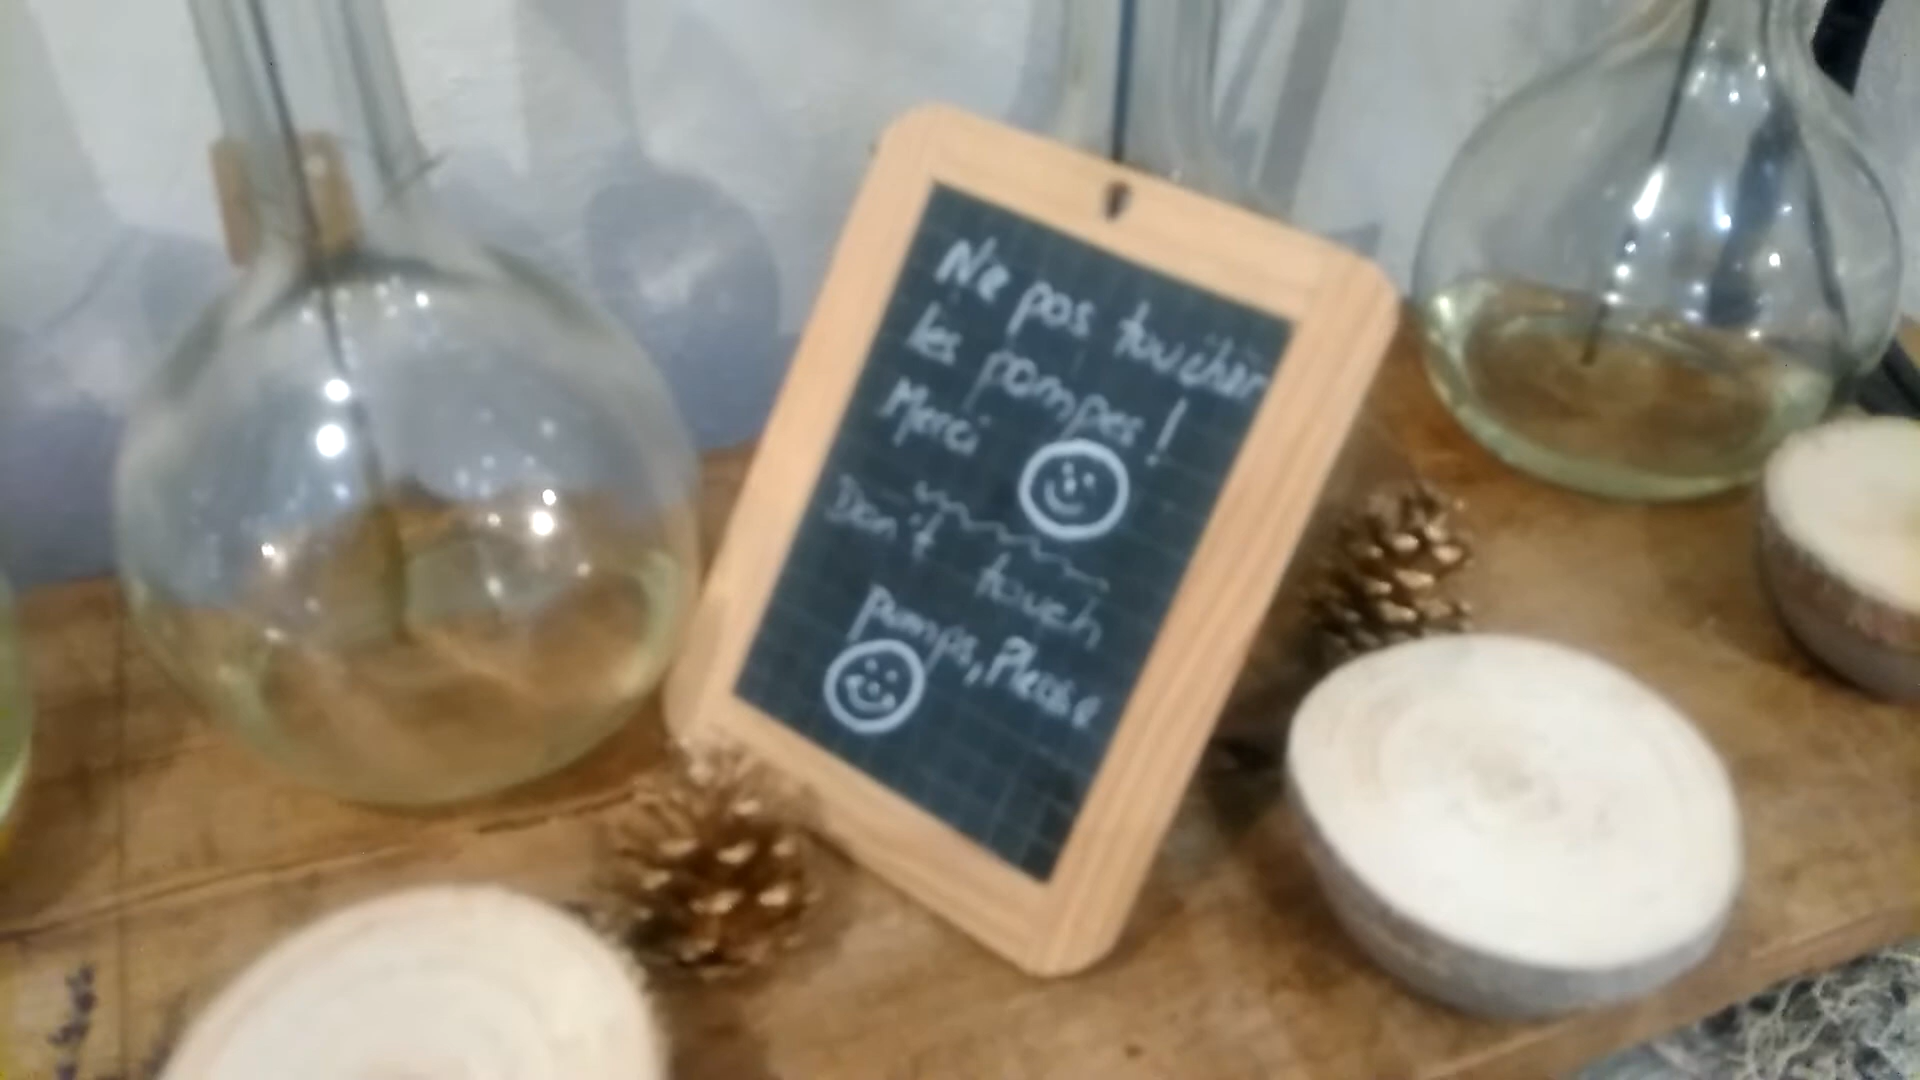 Ne pas toucher
les pompes !
Merci
Don't touch
pumps, Please